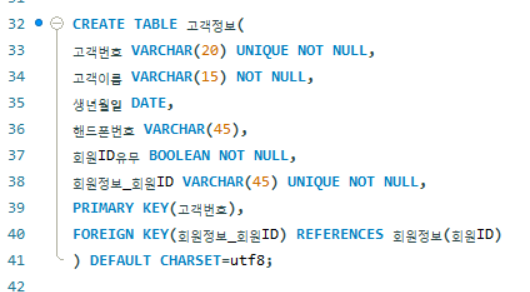 32 CREATE TABLE 고객정보(
33 고객번호 VARCHAR(20) UNIQUE NOT NULL,
34 고객이름 VARCHAR(15) NOT NULL,
35 생년월일 DATE,
36 핸드폰번호 VARCHAR(45),
37 회원ID유무 BOOLEAN NOT NULL,
38 회원정보_회원ID VARCHAR(45) UNIQUE NOT NULL,
39 PRIMARY KEY(고객번호),
40 FOREIGN KEY(회원정보_회원ID) REFERENCES 회원정보(회원ID)
41 ) DEFAULT CHARSET=utf8;
42